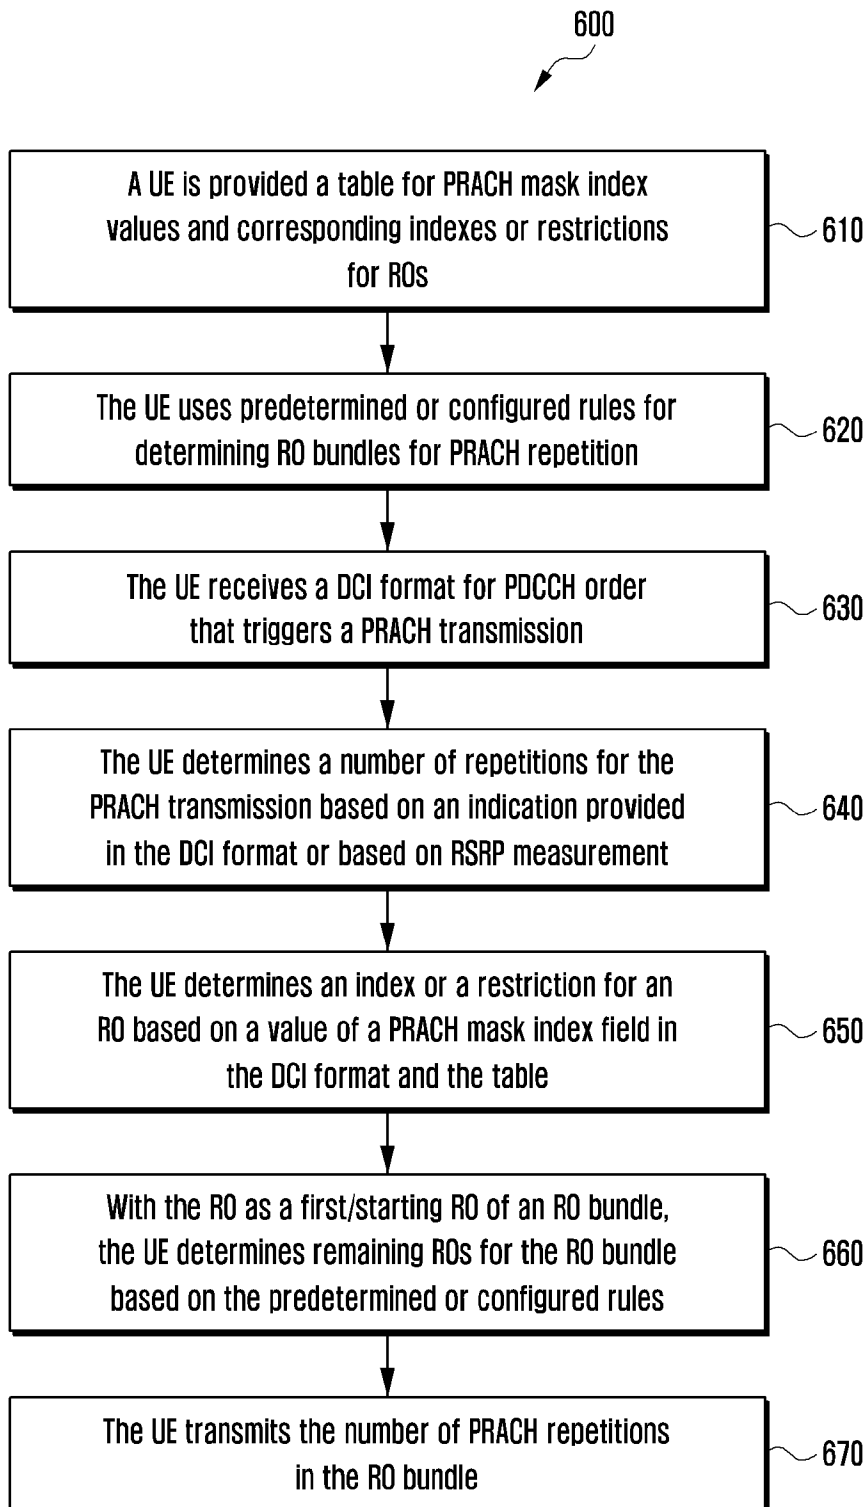 600
A UE is provided a table for PRACH mask index
values and corresponding indexes or restrictions
for ROs
610
The UE uses predetermined or configured rules for
determining RO bundles for PRACH repetition
620
The UE receives a DCI format for PDCCH order
that triggers a PRACH transmission
630
The UE determines a number of repetitions for the
PRACH transmission based on an indication provided
in the DCI format or based on RSRP measurement
640
The UE determines an index or a restriction for an
RO based on a value of a PRACH mask index field in
the DCI format and the table
650
With the RO as a first/starting RO of an RO bundle,
the UE determines remaining ROs for the RO bundle
based on the predetermined or configured rules
660
The UE transmits the number of PRACH repetitions
in the RO bundle
670